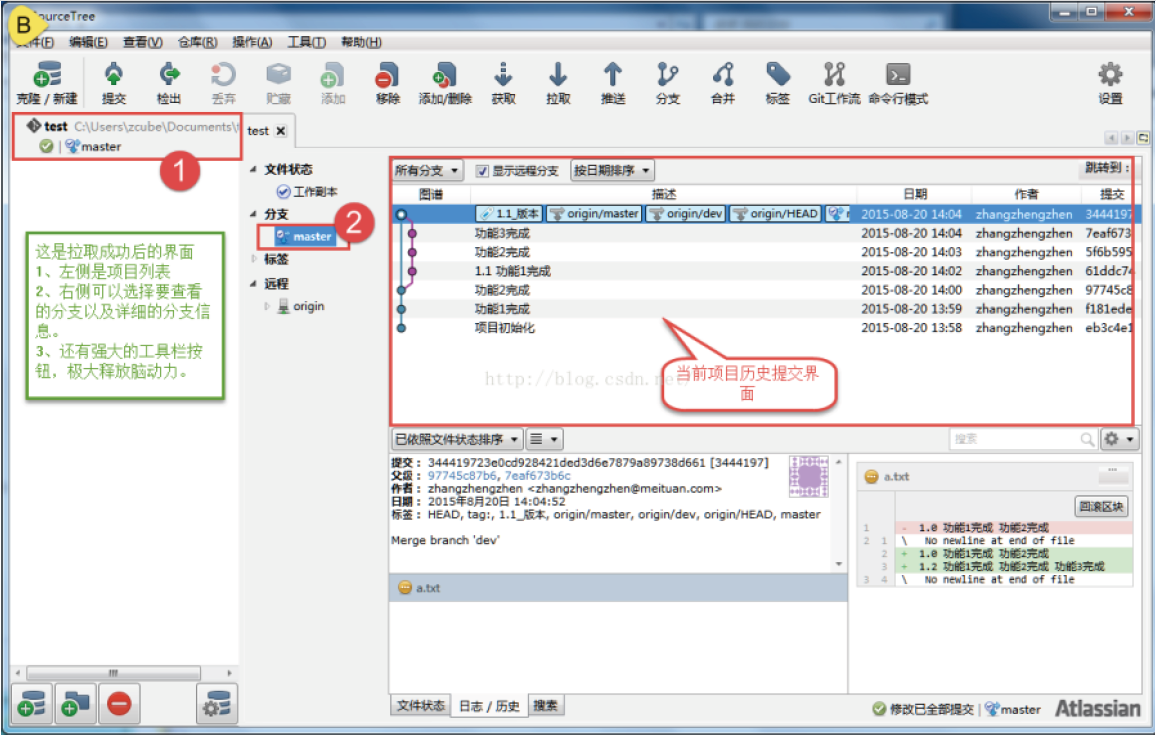 B
SourceTree
文件(F) 编辑(E) 查看(V) 仓库(R) 操作(A) 工具(T) 帮助(H)
克隆 / 新建 提交 检出 丢弃 贮藏 添加 移除 添加/删除 获取 拉取 推送 分支 合并 标签 Git工作流 命令行模式 设置
test C:\Users\zcube\Documents\
master
1
这是拉取成功后的界面
1、左侧是项目列表
2、右侧可以选择要查看
的分支以及详细的分支信
息。
3、还有强大的工具栏按
钮，极大释放脑动力。
test
文件状态
工作副本
分支
master
2
标签
远程
origin
所有分支 显示远程分支 按日期排序 跳转到：
图谱 描述 日期 作者 提交
1.1_版本 origin/master origin/dev origin/HEAD 2015-08-20 14:04 zhangzhengzhen 3444197
功能3完成 2015-08-20 14:04 zhangzhengzhen 7eaf673
功能2完成 2015-08-20 14:03 zhangzhengzhen 5f6b595
1.1 功能1完成 2015-08-20 14:02 zhangzhengzhen 61ddc74
功能2完成 2015-08-20 14:00 zhangzhengzhen 97745c8
功能1完成 2015-08-20 13:59 zhangzhengzhen f181ede
项目初始化 2015-08-20 13:58 zhangzhengzhen eb3c4e1
http://blog.csdn.net/
当前项目历史提交界
面
已依照文件状态排序 搜索
提交： 344419723e0cd928421ded3d6e7879a89738d661 [3444197]
父级： 97745c87b6, 7eaf673b6c
作者： zhangzhengzhen <zhangzhengzhen@meituan.com>
日期： 2015年8月20日 14:04:52
标签： HEAD, tag:, 1.1_版本, origin/master, origin/dev, origin/HEAD, master
Merge branch 'dev'
a.txt
a.txt
回滚区块
1 - 1.0 功能1完成 功能2完成
2 1 \ No newline at end of file
2 + 1.0 功能1完成 功能2完成
3 + 1.2 功能1完成 功能2完成 功能3完成
3 4 \ No newline at end of file
文件状态 日志 / 历史 搜索
修改已全部提交 | master Atlassian